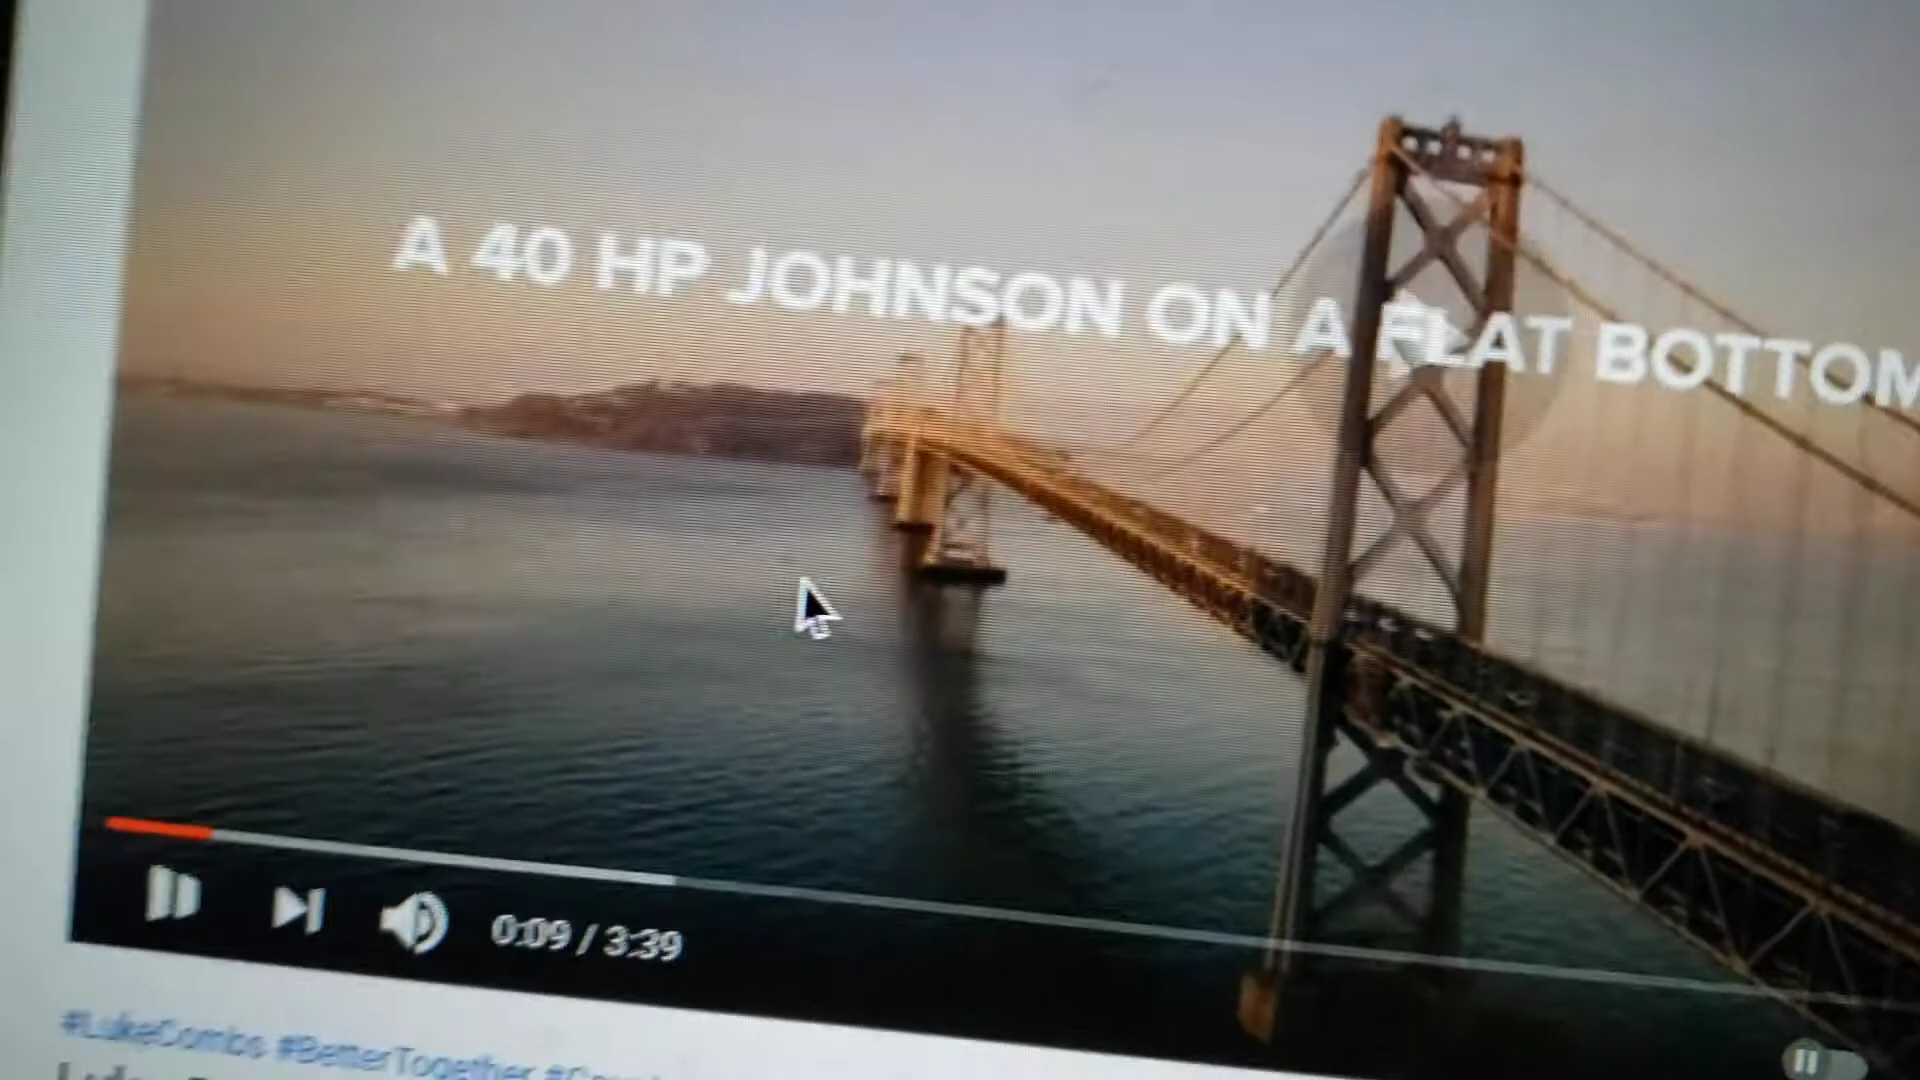 A 40 HP JOHNSON ON A FLAT BOTTOM
0:09 / 3:39
#LukeCombs #BetterTogether